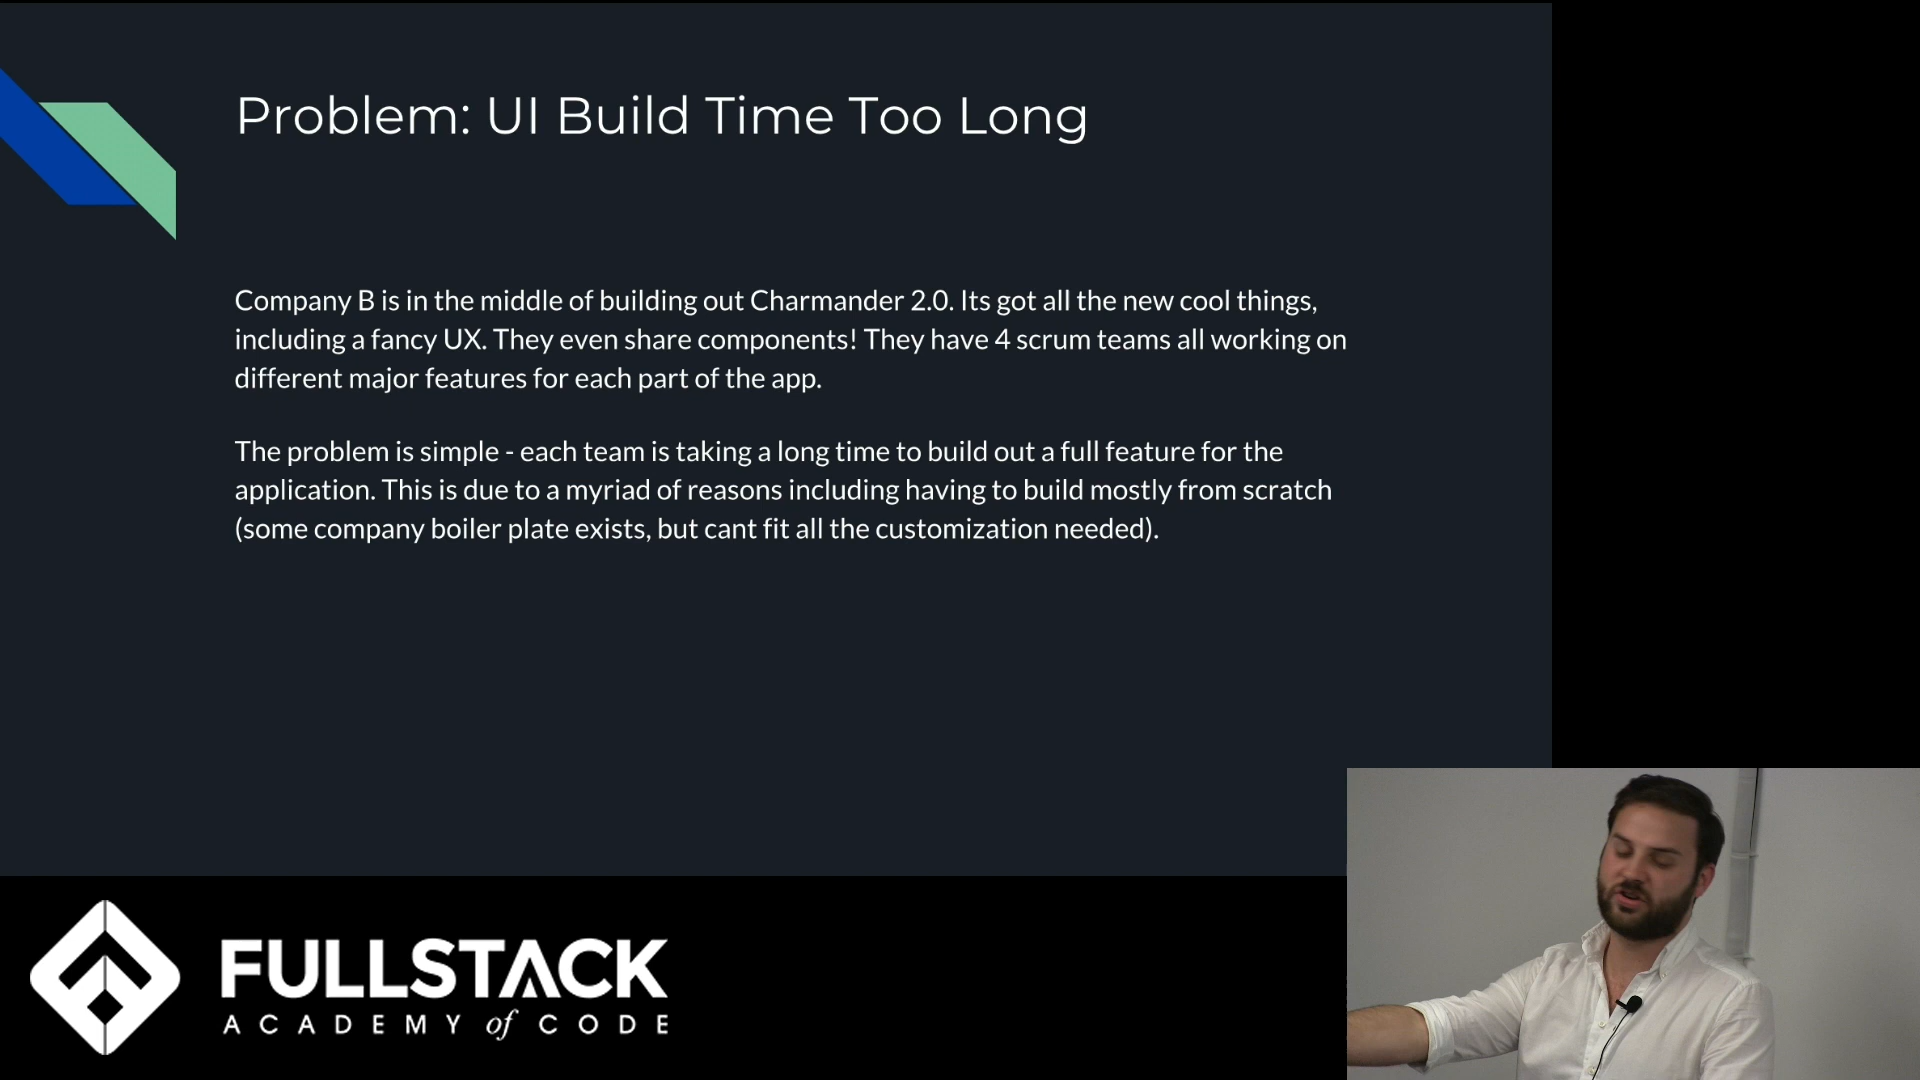 Problem: UI Build Time Too Long
Company B is in the middle of building out Charmander 2.0. Its got all the new cool things,
including a fancy UX. They even share components! They have 4 scrum teams all working on
different major features for each part of the app.
The problem is simple - each team is taking a long time to build out a full feature for the
application. This is due to a myriad of reasons including having to build mostly from scratch
(some company boiler plate exists, but cant fit all the customization needed).
FULLSTACK
ACADEMY of CODE